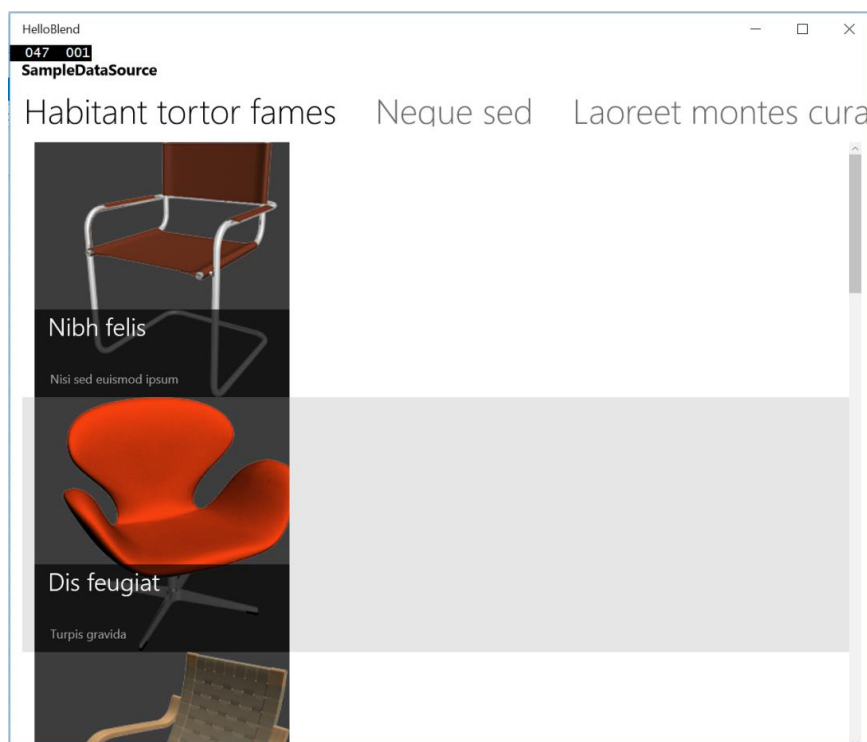 HelloBlend
047 001
SampleDataSource
Habitant tortor fames Neque sed Laoreet montes cura
Nibh felis
Nisi sed euismod ipsum
Dis feugiat
Turpis gravida